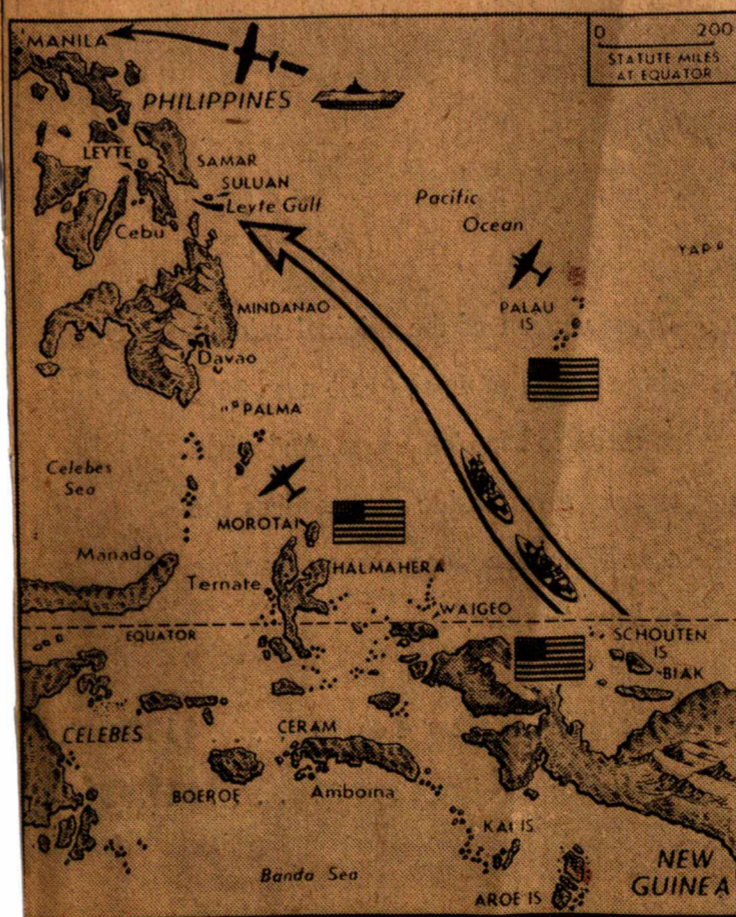 0 200
STATUTE MILES
AT EQUATOR
MANILA
PHILIPPINES
LEYTE
SAMAR
SULUAN
Leyte Gulf
Cebu
Pacific
Ocean
YAP
PALAU
IS
MINDANAO
Davao
PALMA
Celebes
Sea
MOROTAI
Manado
HALMAHERA
Ternate
WAIGEO
EQUATOR
SCHOUTEN
IS
BIAK
CELEBES
CERAM
BOEROE
Amboina
KAI IS
Banda Sea
NEW
GUINEA
AROE IS